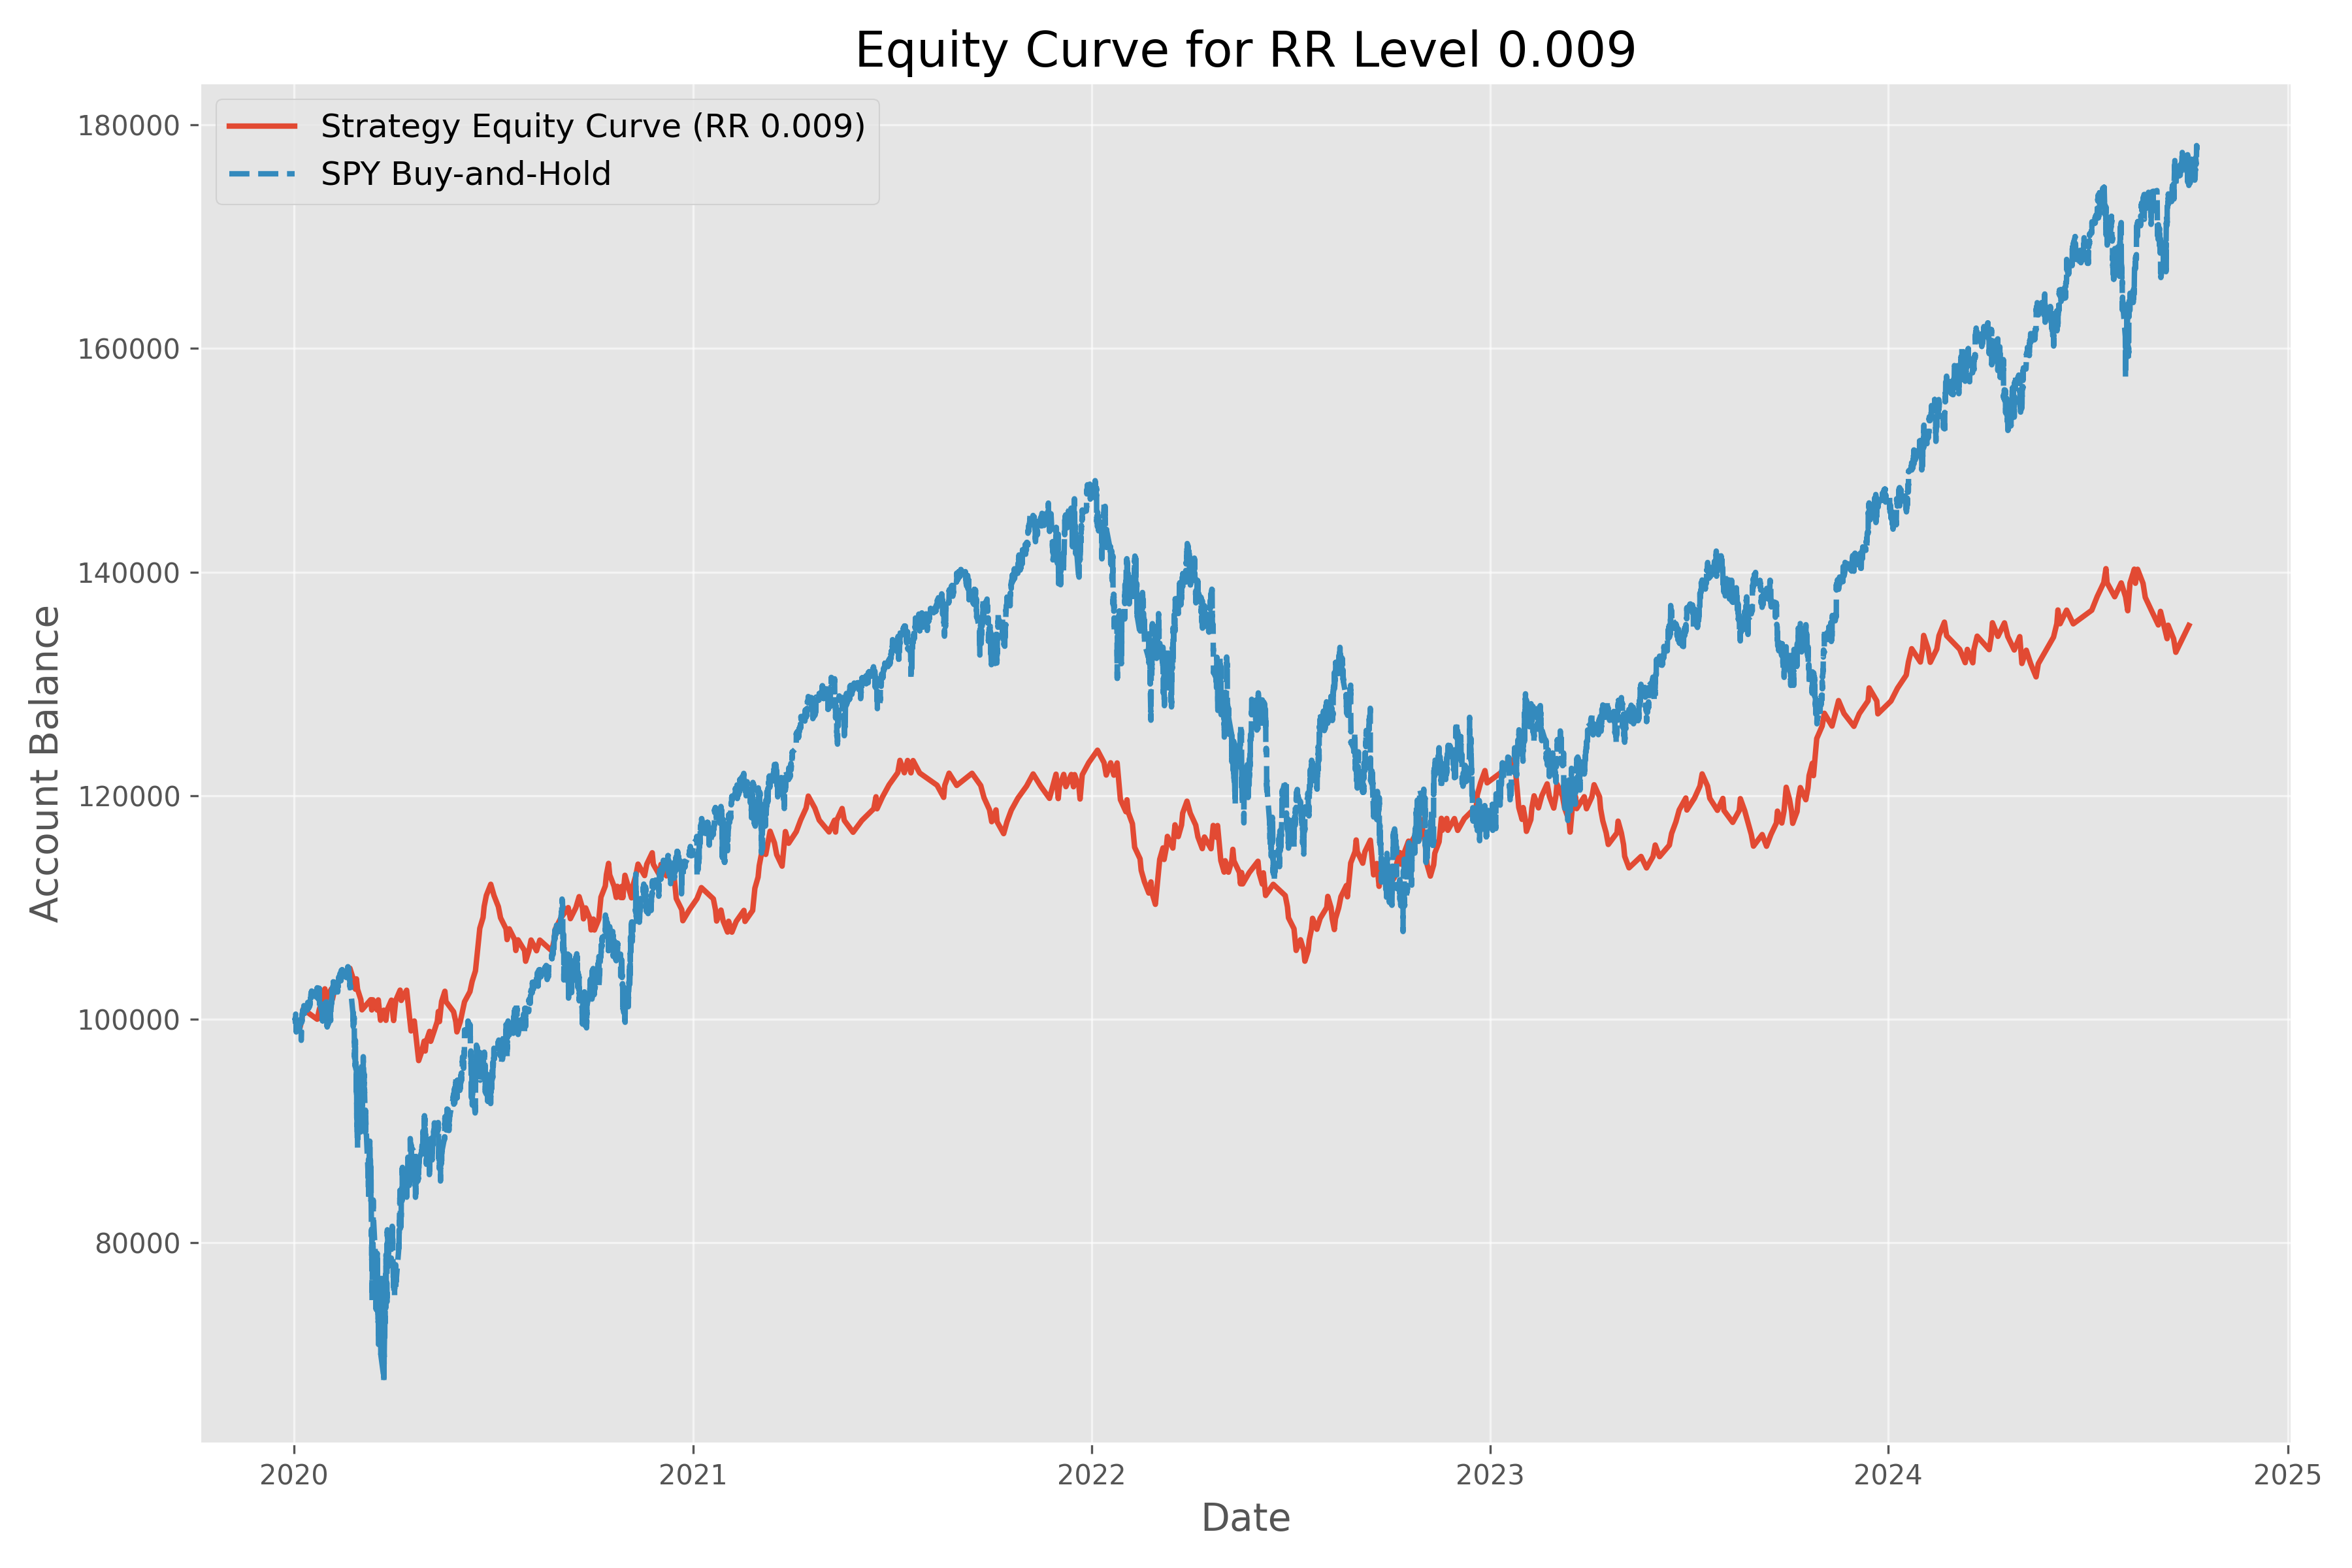 Equity Curve for RR Level 0.009
Strategy Equity Curve (RR 0.009)
SPY Buy-and-Hold
180000
160000
140000
120000
100000
80000
Account Balance
2020
2021
2022
2023
2024
2025
Date